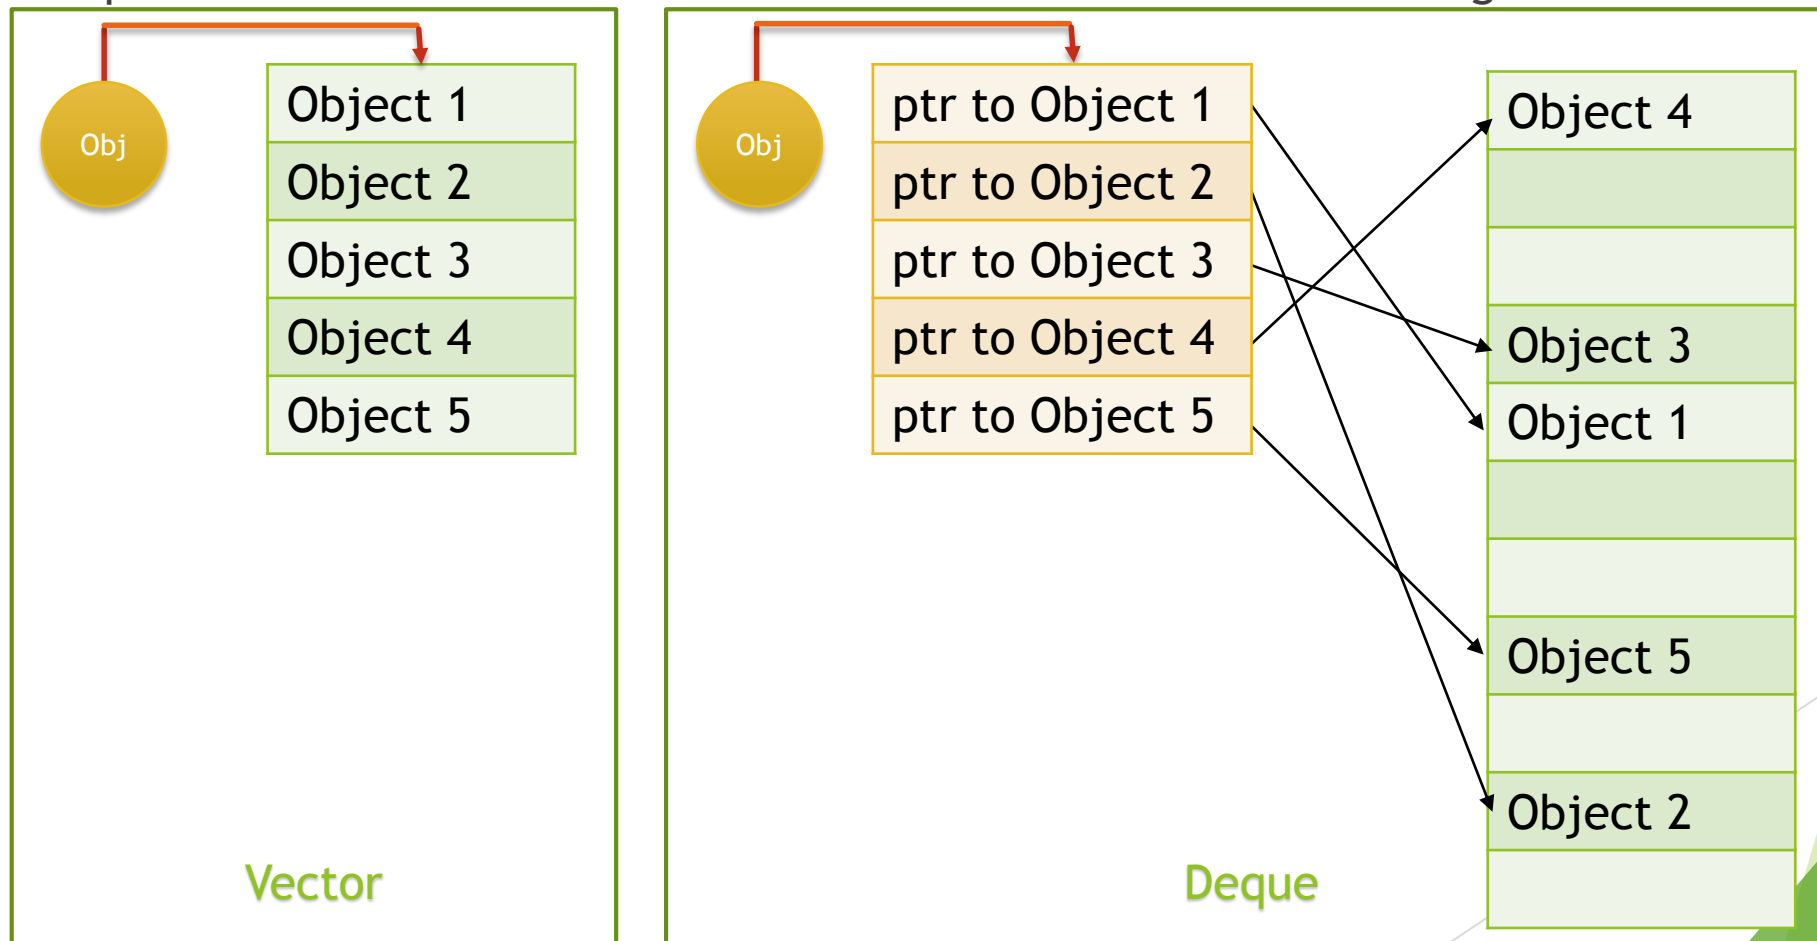 Obj
Object 1
Object 2
Object 3
Object 4
Object 5
Vector
Obj
ptr to Object 1
ptr to Object 2
ptr to Object 3
ptr to Object 4
ptr to Object 5
Object 4
Object 3
Object 1
Object 5
Object 2
Deque